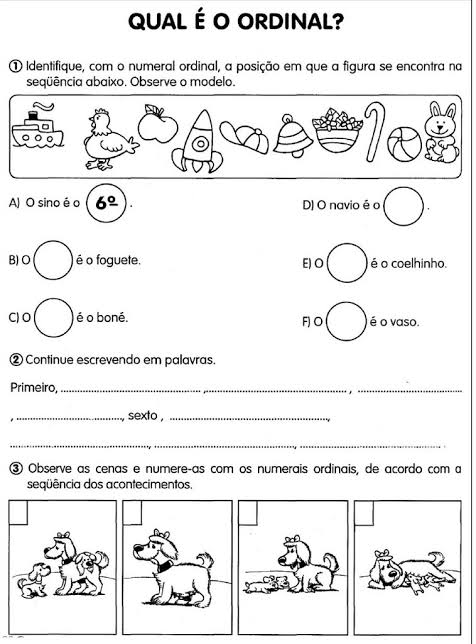 QUAL É O ORDINAL?
① Identifique, com o numeral ordinal, a posição em que a figura se encontra na
seqüência abaixo. Observe o modelo.
A) O sino é o 6º .
D) O navio é o .
B) O é o foguete.
E) O é o coelhinho.
C) O é o boné.
F) O é o vaso.
② Continue escrevendo em palavras.
Primeiro, ........................................, ........................................, ..............................
, ..............................., sexto , ........................................,
........................................, ........................................, ........................................ .
③ Observe as cenas e numere-as com os numerais ordinais, de acordo com a
seqüência dos acontecimentos.